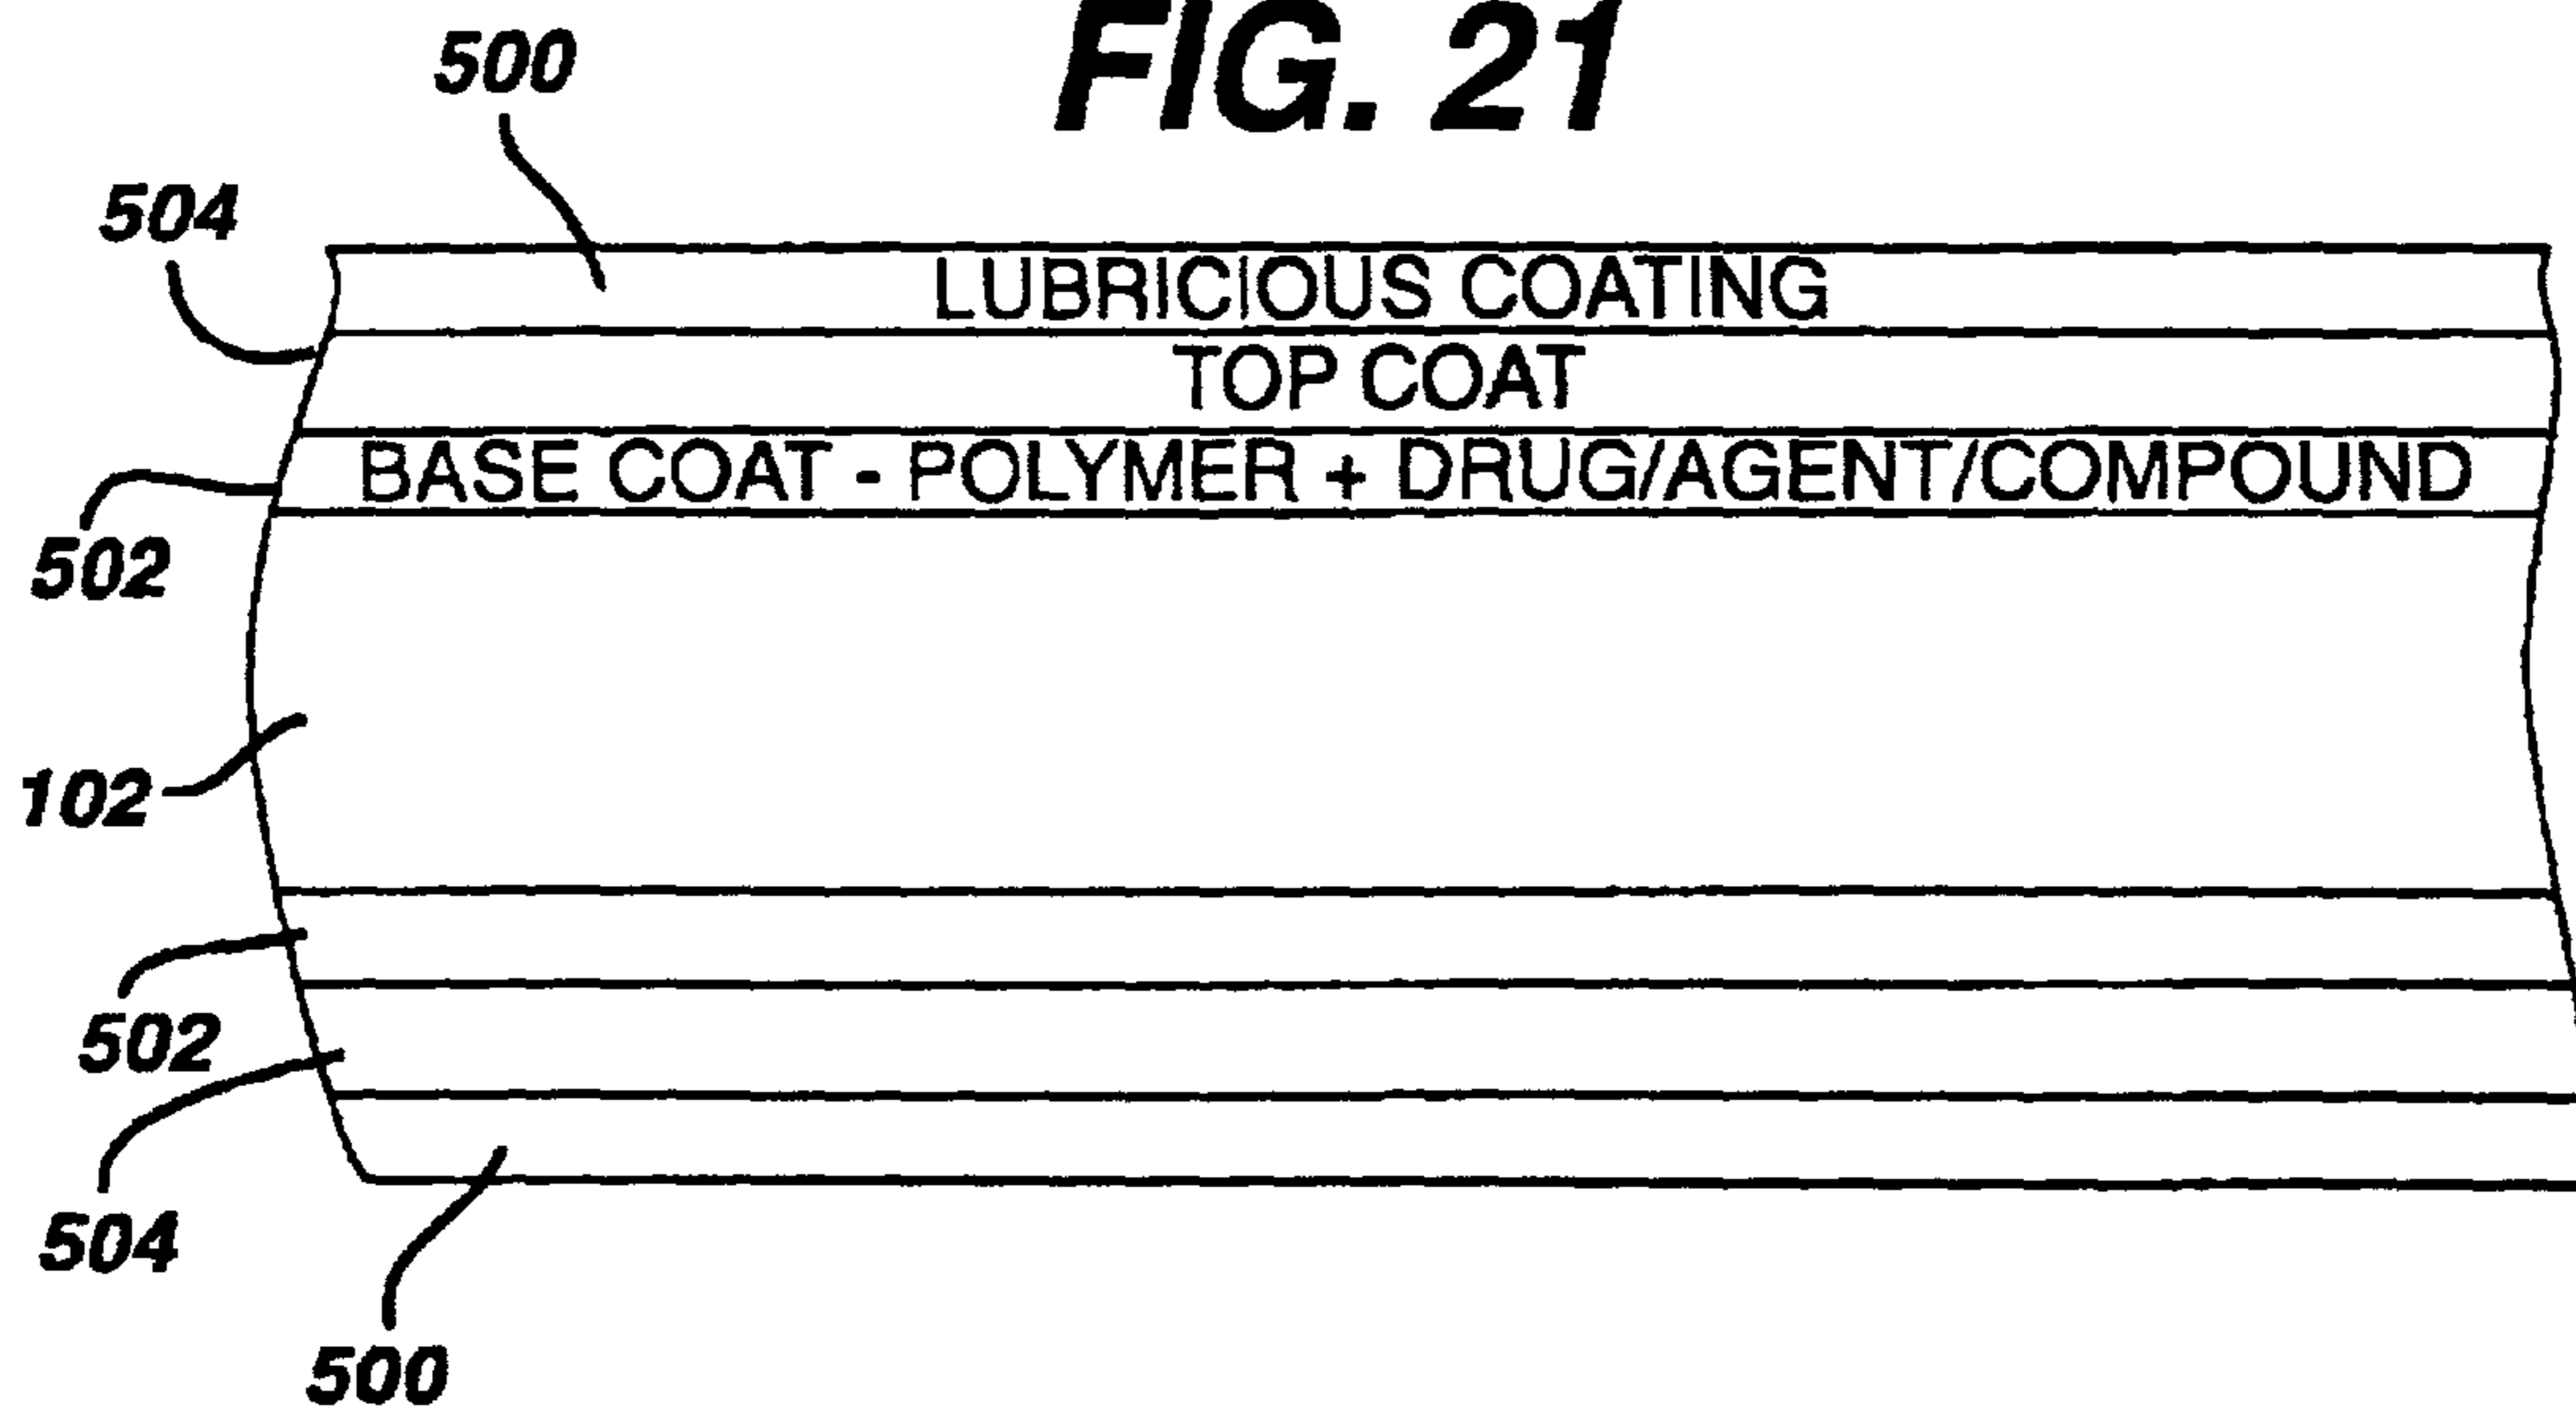 FIG. 21
500
504
LUBRICIOUS COATING
TOP COAT
BASE COAT - POLYMER + DRUG/AGENT/COMPOUND
502
102
502
504
500